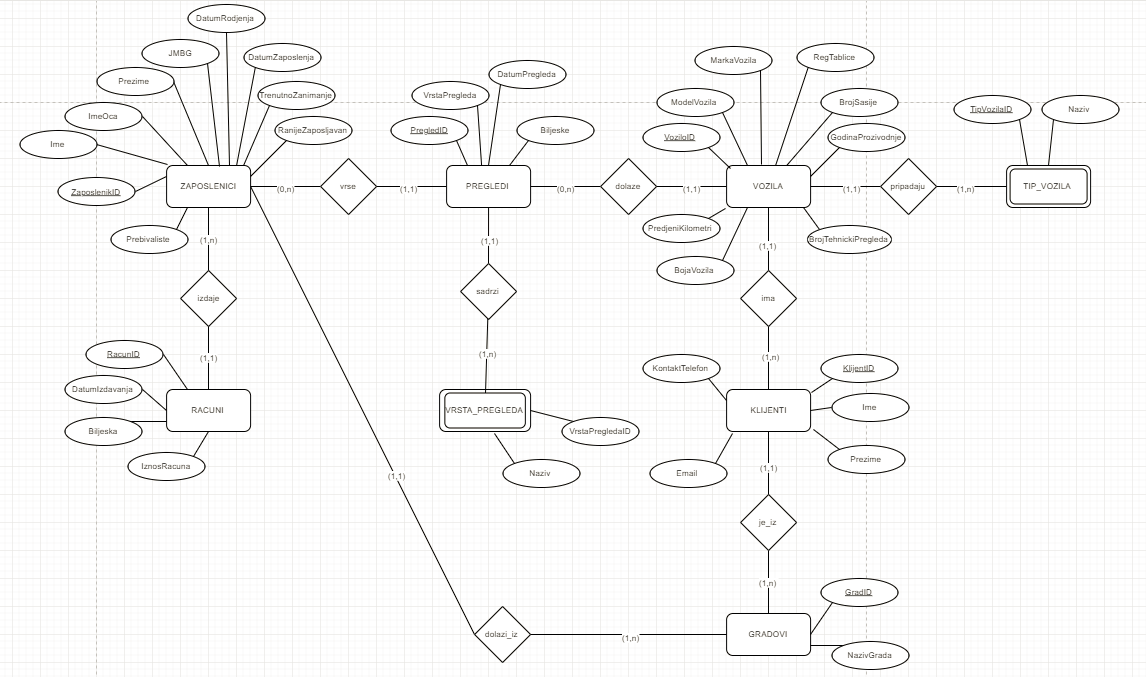 DatumRodjenja
JMBG
DatumZaposlenja
Prezime
TrenutnoZanimanje
ImeOca
RanijeZaposljavan
Ime
ZaposlenikID
ZAPOSLENICI
Prebivaliste
(0,n)
vrse
(1,1)
DatumPregleda
VrstaPregleda
PregledID
Biljeske
PREGLEDI
(0,n)
dolaze
(1,1)
MarkaVozila
RegTablice
ModelVozila
BrojSasije
VoziloID
GodinaProizvodnje
VOZILA
PredjeniKilometri
BrojTehnickiPregleda
BojaVozila
(1,1)
pripadaju
(1,n)
TipVozilaID
Naziv
TIP_VOZILA
(1,n)
izdaje
(1,1)
(1,1)
sadrzi
(1,n)
(1,1)
ima
(1,n)
RacunID
DatumIzdavanja
RACUNI
Biljeska
IznosRacuna
VRSTA_PREGLEDA
VrstaPregledaID
Naziv
KontaktTelefon
KlijentID
KLIJENTI
Ime
Prezime
Email
(1,1)
(1,1)
je_iz
(1,n)
dolazi_iz
(1,n)
GradID
GRADOVI
NazivGrada